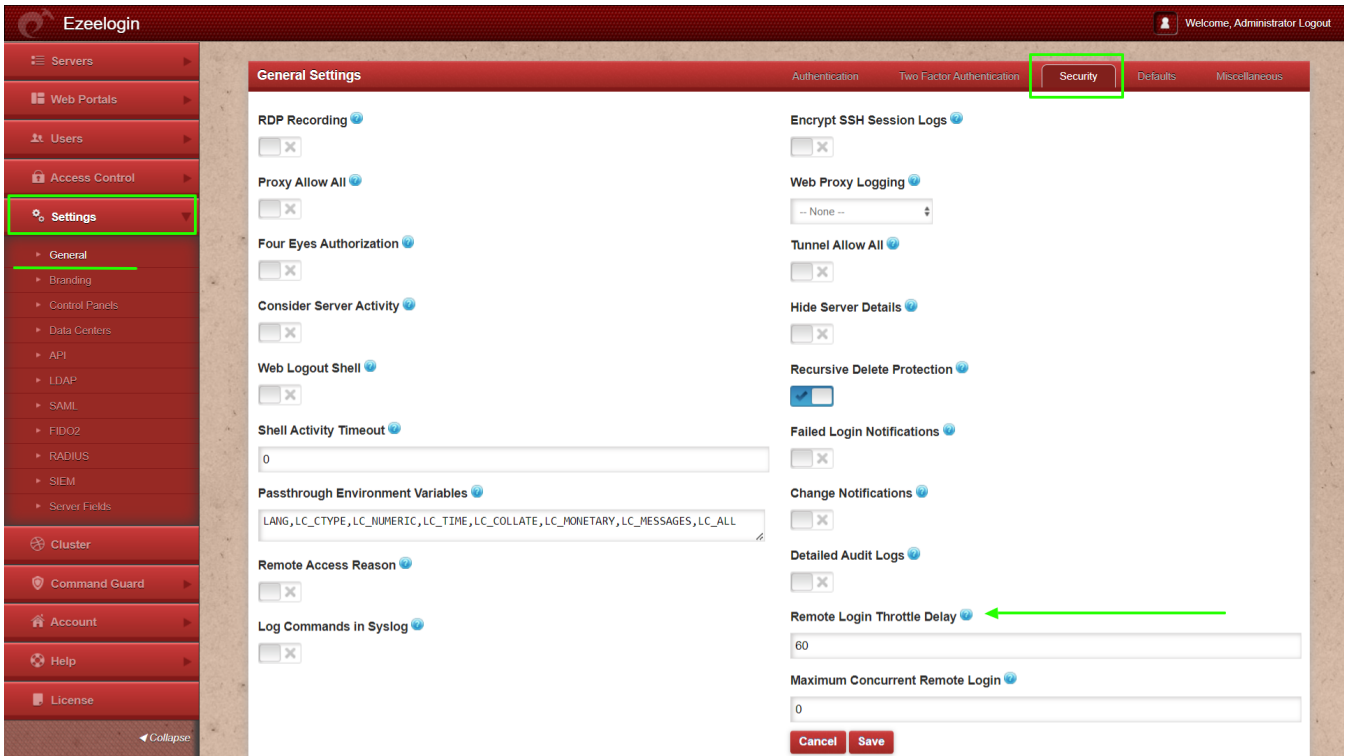 Ezeelogin
Welcome, Administrator Logout
Servers
Web Portals
Users
Access Control
Settings
General
Branding
Control Panels
Data Centers
API
LDAP
SAML
FIDO2
RADIUS
SIEM
Server Fields
Cluster
Command Guard
Account
Help
License
Collapse
General Settings
Authentication
Two Factor Authentication
Security
Defaults
Miscellaneous
RDP Recording
Proxy Allow All
Four Eyes Authorization
Consider Server Activity
Web Logout Shell
Shell Activity Timeout
0
Passthrough Environment Variables
LANG,LC_CTYPE,LC_NUMERIC,LC_TIME,LC_COLLATE,LC_MONETARY,LC_MESSAGES,LC_ALL
Remote Access Reason
Log Commands in Syslog
Encrypt SSH Session Logs
Web Proxy Logging
-- None --
Tunnel Allow All
Hide Server Details
Recursive Delete Protection
Failed Login Notifications
Change Notifications
Detailed Audit Logs
Remote Login Throttle Delay
60
Maximum Concurrent Remote Login
0
Cancel
Save